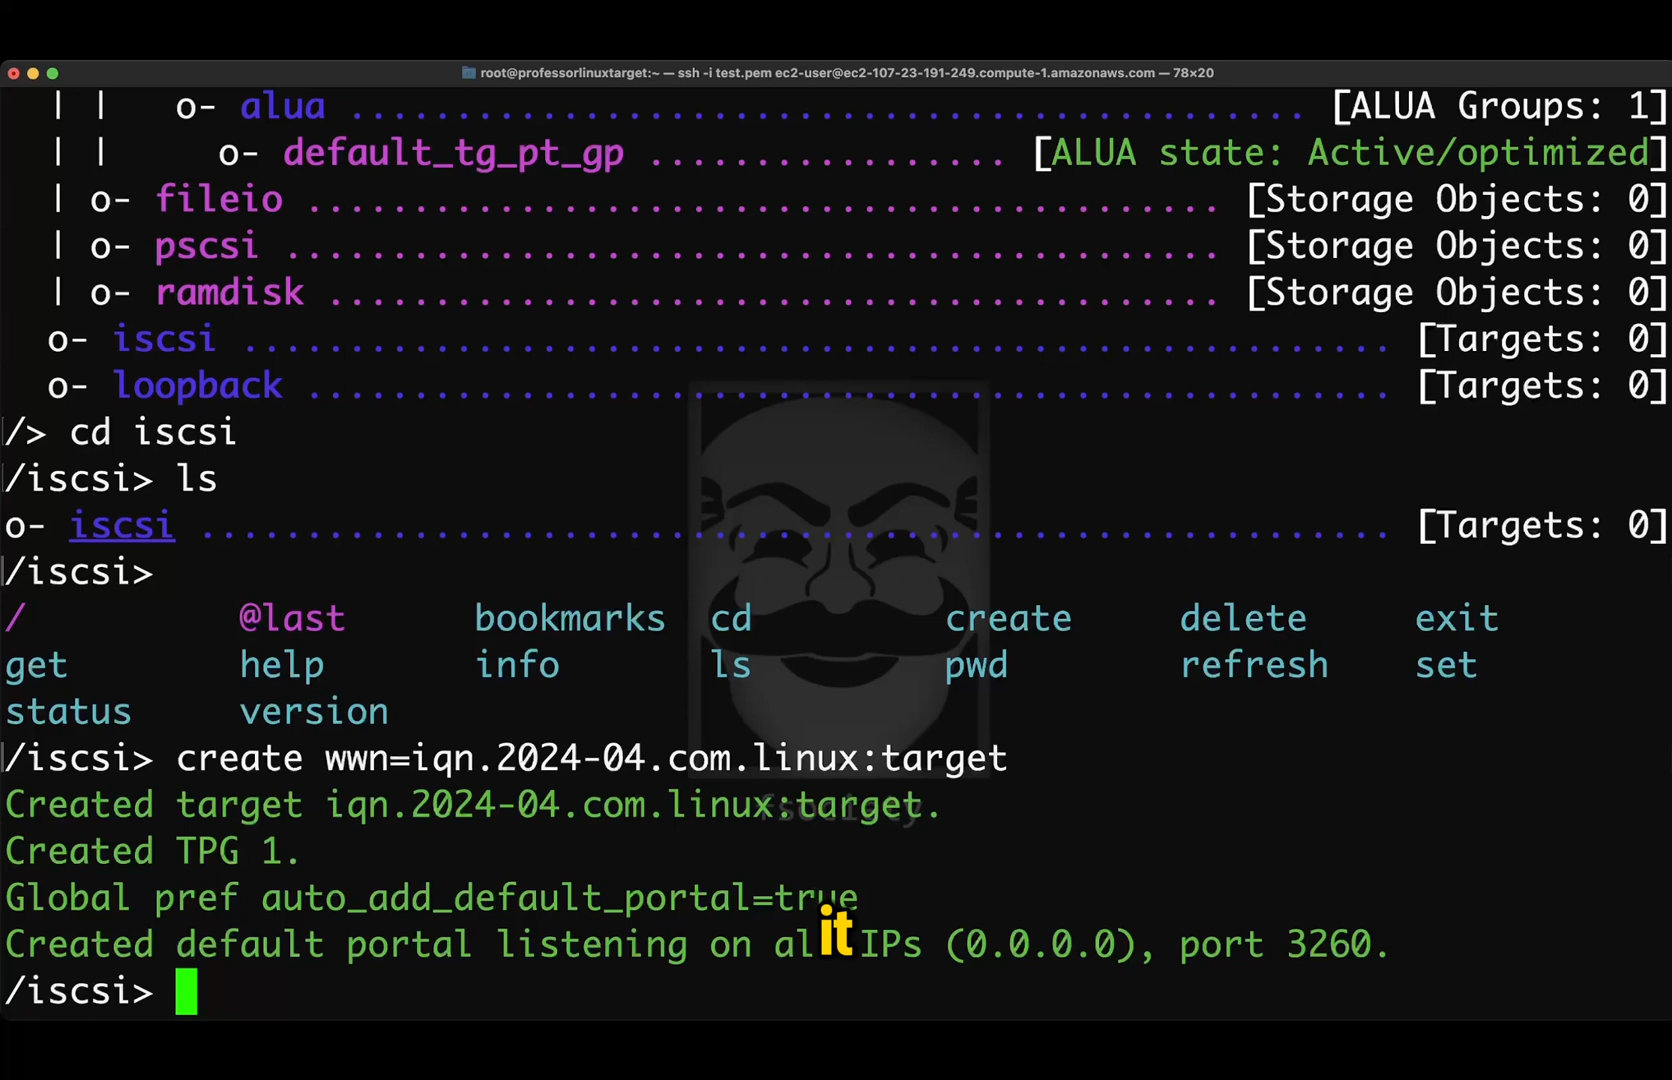 root@professorlinuxtarget:~ — ssh -i test.pem ec2-user@ec2-107-23-191-249.compute-1.amazonaws.com — 78×20
| |   o- alua ............................................. [ALUA Groups: 1]
| |     o- default_tg_pt_gp ................. [ALUA state: Active/optimized]
| o- fileio ........................................... [Storage Objects: 0]
| o- pscsi ............................................ [Storage Objects: 0]
| o- ramdisk .......................................... [Storage Objects: 0]
o- iscsi ...................................................... [Targets: 0]
o- loopback ................................................... [Targets: 0]
/> cd iscsi
/iscsi> ls
o- iscsi ........................................................ [Targets: 0]
/iscsi>
/ @last bookmarks cd create delete exit
get help info ls pwd refresh set
status version
/iscsi> create wwn=iqn.2024-04.com.linux:target
Created target iqn.2024-04.com.linux:target.
fsociety
Created TPG 1.
Global pref auto_add_default_portal=true
it
Created default portal listening on all IPs (0.0.0.0), port 3260.
/iscsi>